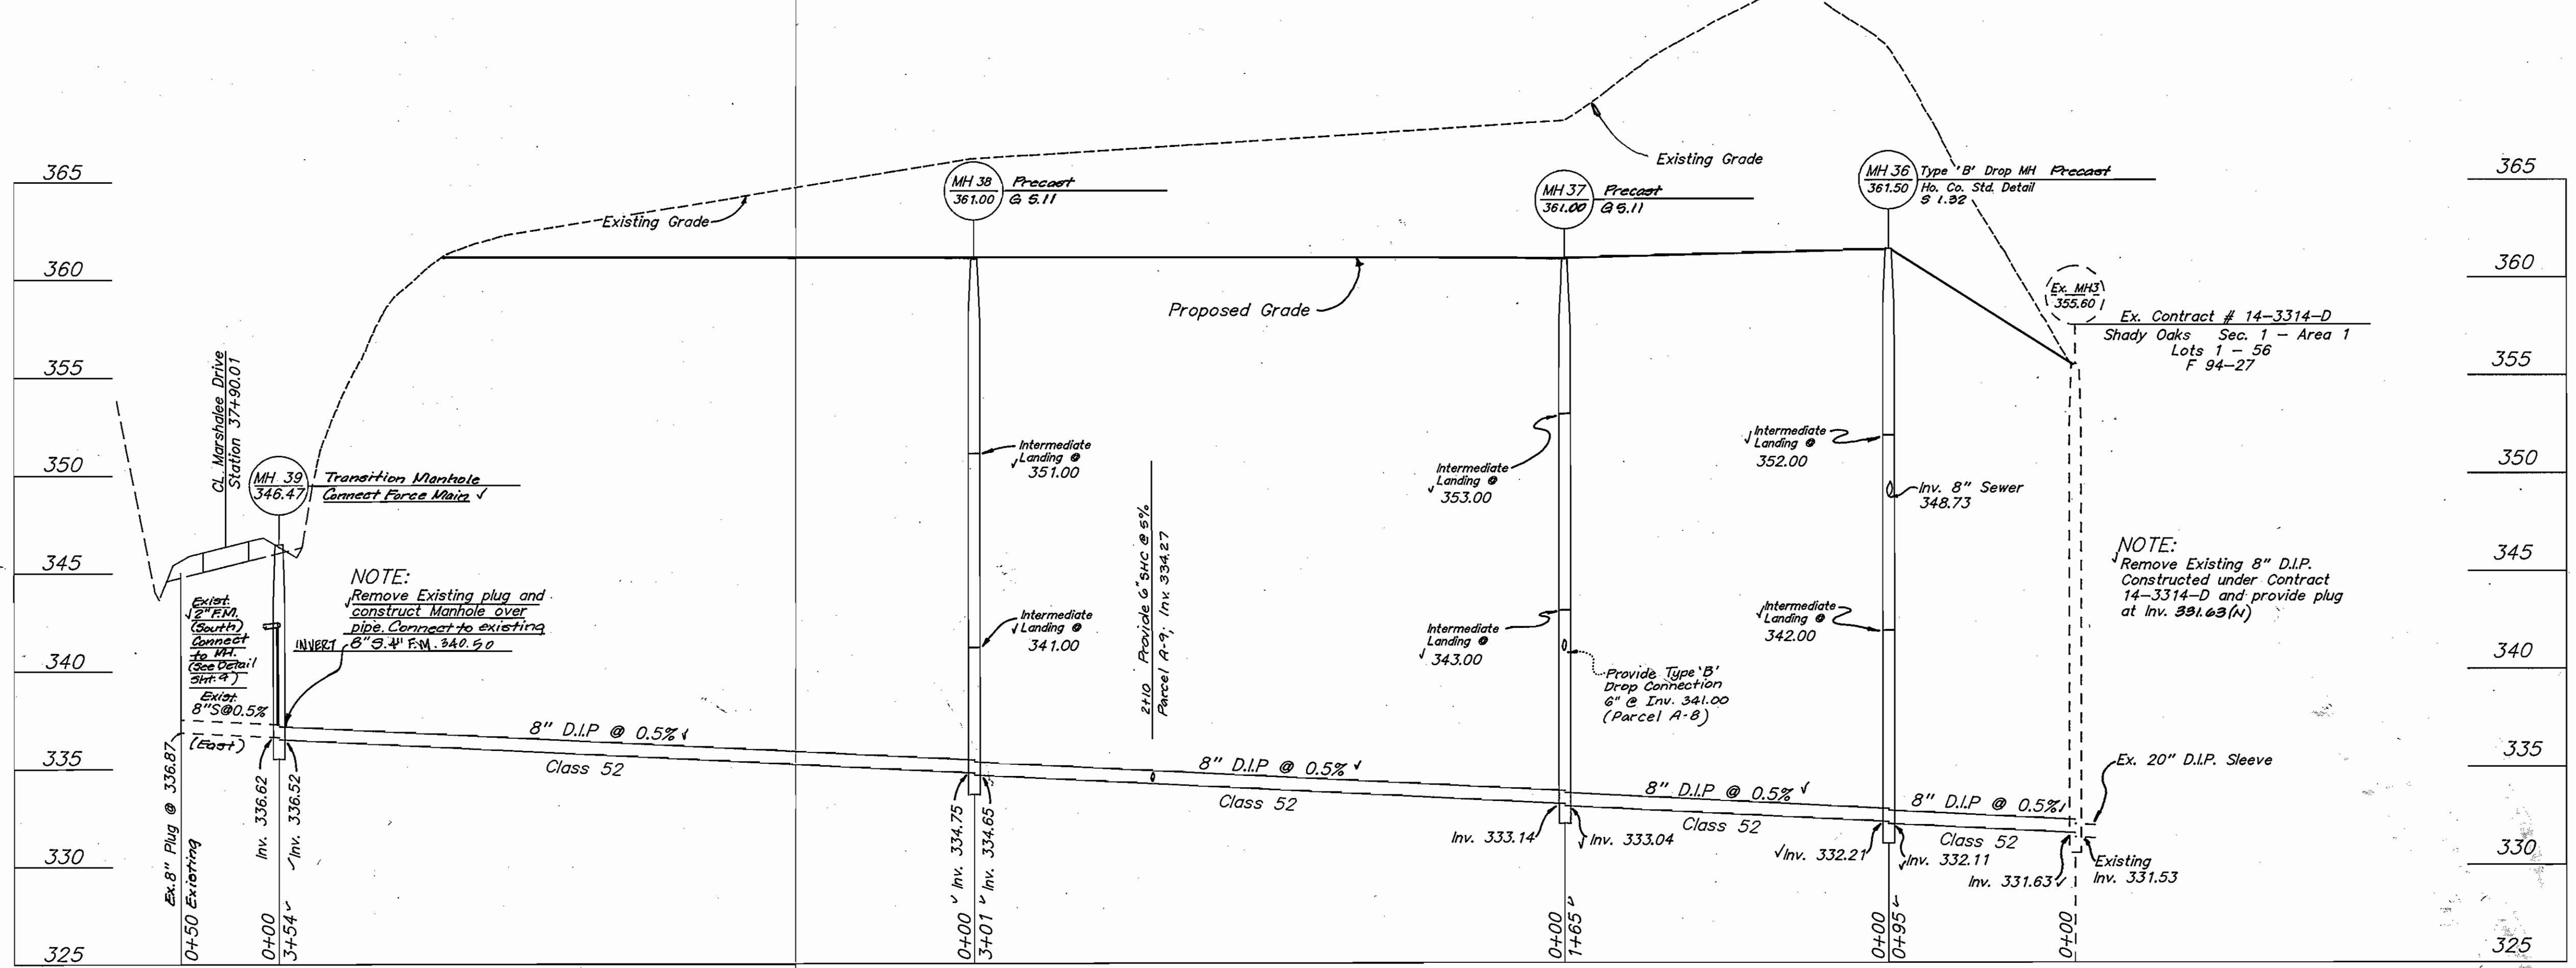 365
360
355
350
345
340
335
330
325
CL Marshalee Drive
Station 37+90.01
MH 39
346.47
Transition Manhole
Connect Force Main ✓
NOTE:
✓Remove Existing plug and
construct Manhole over
pipe. Connect to existing
8" S.4" F.M. 340.50
INVERT
Exist.
✓2" F.M.
(South)
Connect
to MH.
(See Detail
Sht. 9)
Exist.
8"S@0.5%
(East)
Ex.8" Plug @ 336.87
0+50 Existing
Inv. 336.62
✓Inv. 336.52
0+00
3+54 ✓
8" D.I.P @ 0.5% ✓
Class 52
Existing Grade
MH 38
361.00
Precast
G 5.11
Intermediate
✓Landing @
351.00
Intermediate
✓Landing @
341.00
✓ Inv. 334.75
✓ Inv. 334.65
0+00
3+01
2+10 Provide 6" SHC @ 5%
Parcel A-9; Inv. 334.27
Proposed Grade
8" D.I.P @ 0.5% ✓
Class 52
MH 37
361.00
Precast
G 5.11
Existing Grade
Intermediate
✓Landing @
353.00
Intermediate
Landing @
✓ 343.00
Provide Type 'B'
Drop Connection
6" @ Inv. 341.00
(Parcel A-8)
Inv. 333.14
✓Inv. 333.04
0+00
1+65 ✓
8" D.I.P @ 0.5% ✓
Class 52
MH 36
361.50
Type 'B' Drop MH Precast
Ho. Co. Std. Detail
S 1.32
✓Intermediate
Landing @
352.00
Inv. 8" Sewer
348.73
✓Intermediate
Landing @
342.00
✓Inv. 332.21
✓Inv. 332.11
0+00
0+95 ✓
8" D.I.P @ 0.5%✓
Class 52
Ex. MH3
355.60
Ex. Contract # 14-3314-D
Shady Oaks Sec. 1 - Area 1
Lots 1 - 56
F 94-27
NOTE:
✓Remove Existing 8" D.I.P.
Constructed under Contract
14-3314-D and provide plug
at Inv. 331.63(N)
Ex. 20" D.I.P. Sleeve
Inv. 331.63✓
Existing
Inv. 331.53
0+00
365
360
355
350
345
340
335
330
325